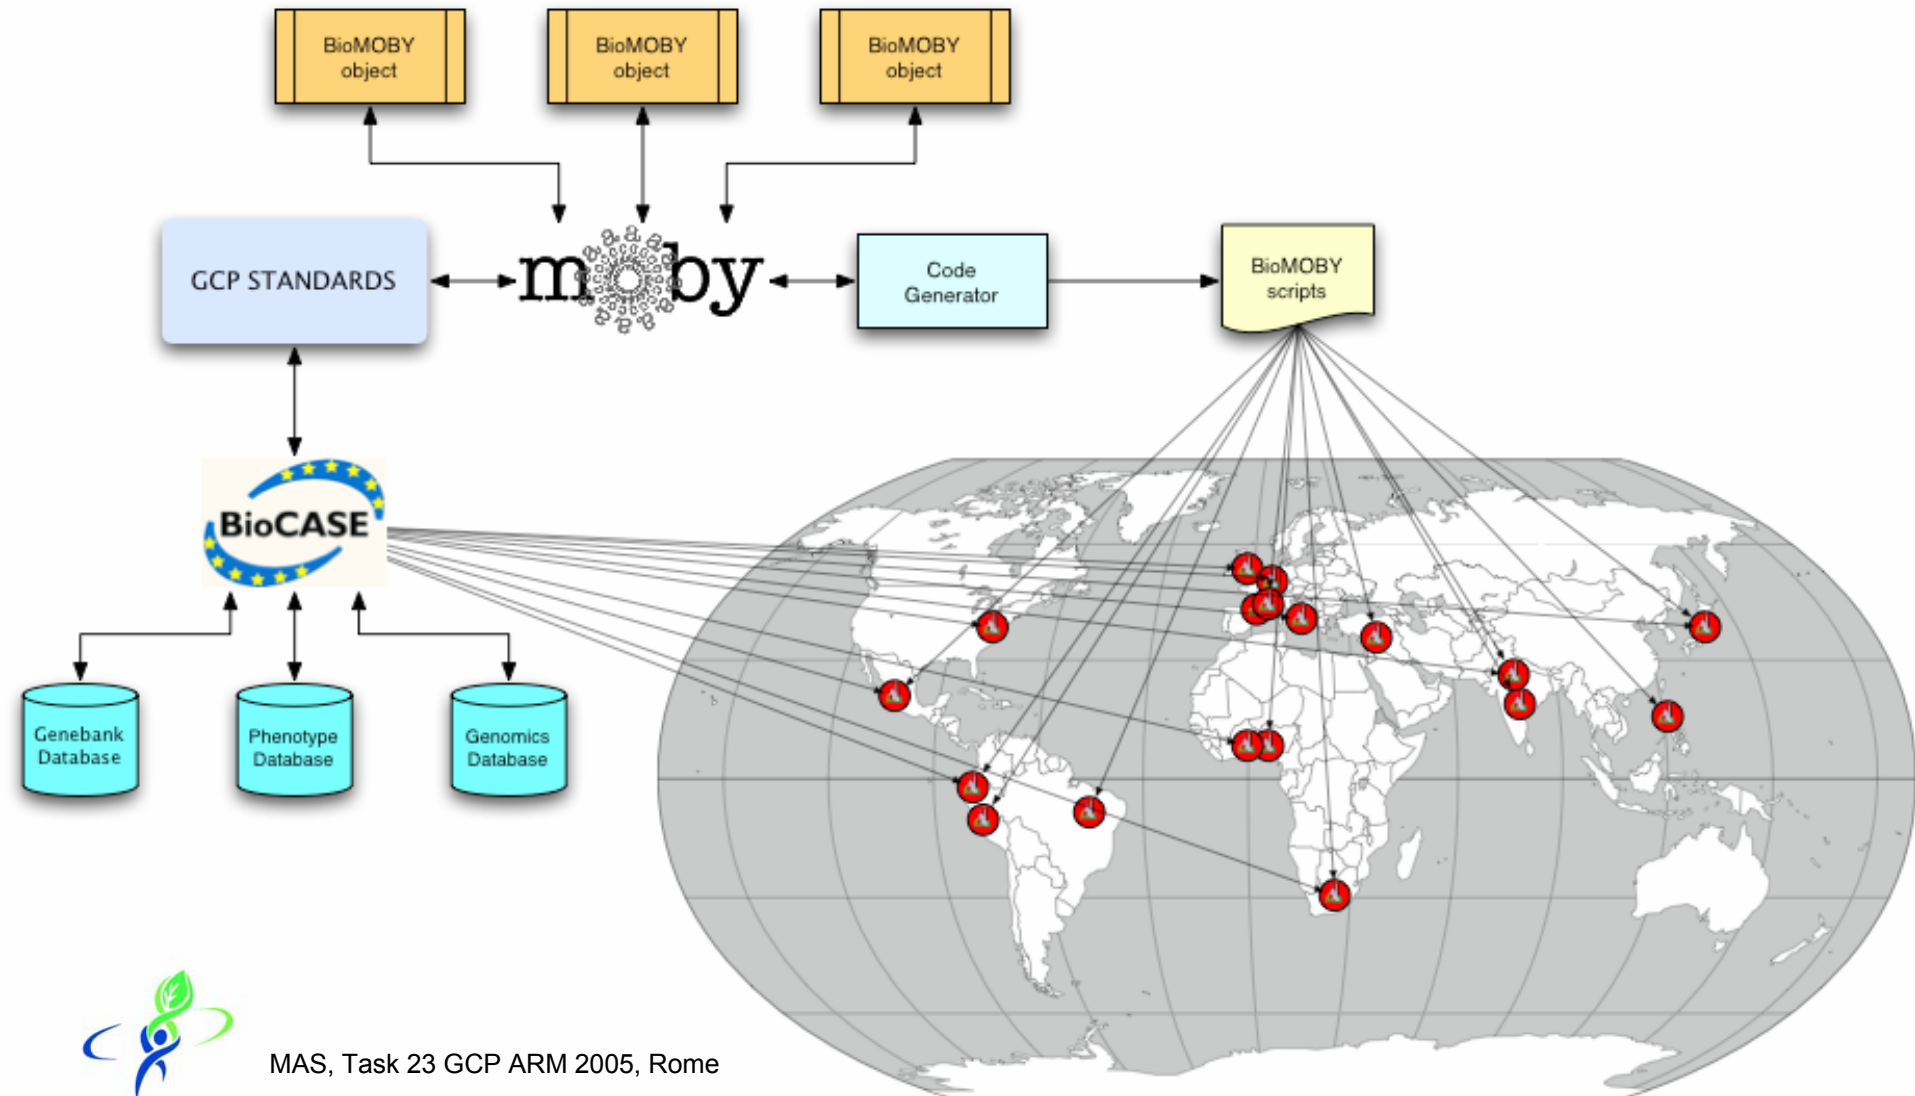 BioMOBY
object
BioMOBY
object
BioMOBY
object
GCP STANDARDS
moby
Code
Generator
BioMOBY
scripts
BioCASE
Genebank
Database
Phenotype
Database
Genomics
Database
MAS, Task 23 GCP ARM 2005, Rome